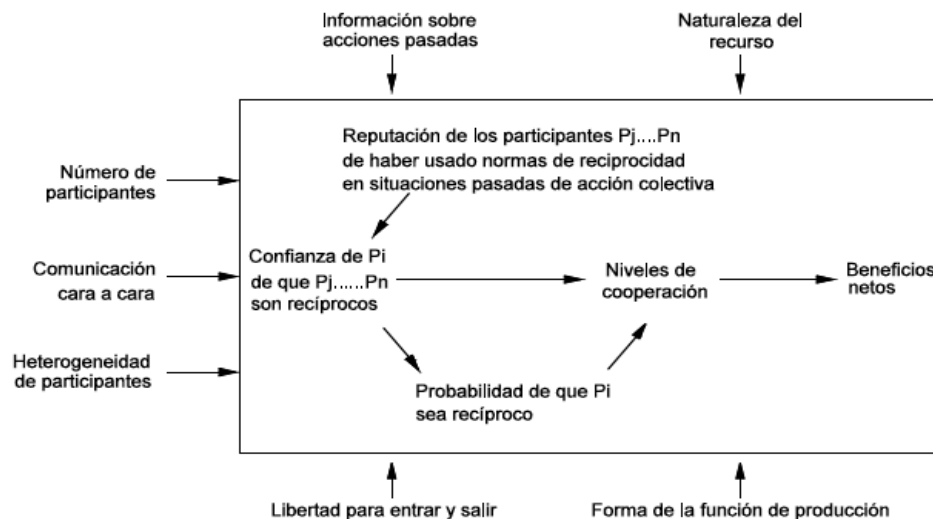 Información sobre
acciones pasadas
Naturaleza del
recurso
Reputación de los participantes Pj....Pn
de haber usado normas de reciprocidad
en situaciones pasadas de acción colectiva
Número de
participantes
Confianza de Pi
de que Pj......Pn
son recíprocos
Comunicación
cara a cara
Niveles de
cooperación
Beneficios
netos
Heterogeneidad
de participantes
Probabilidad de que Pi
sea recíproco
Libertad para entrar y salir
Forma de la función de producción